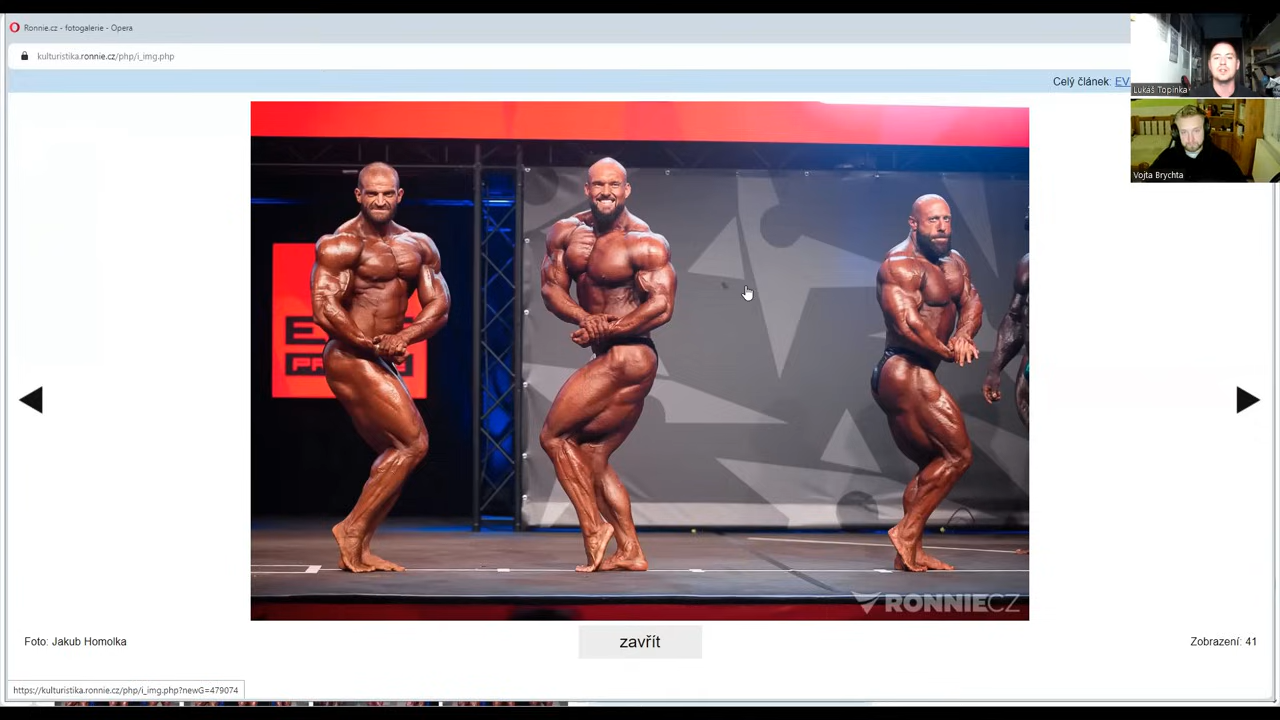 Ronnie.cz - fotogalerie - Opera
kulturistika.ronnie.cz/php/i_img.php
Celý článek: EV
Lukáš Topinka
Vojta Brychta
RONNIECZ
Foto: Jakub Homolka
zavřít
Zobrazení: 41
https://kulturistika.ronnie.cz/php/i_img.php?newG=479074